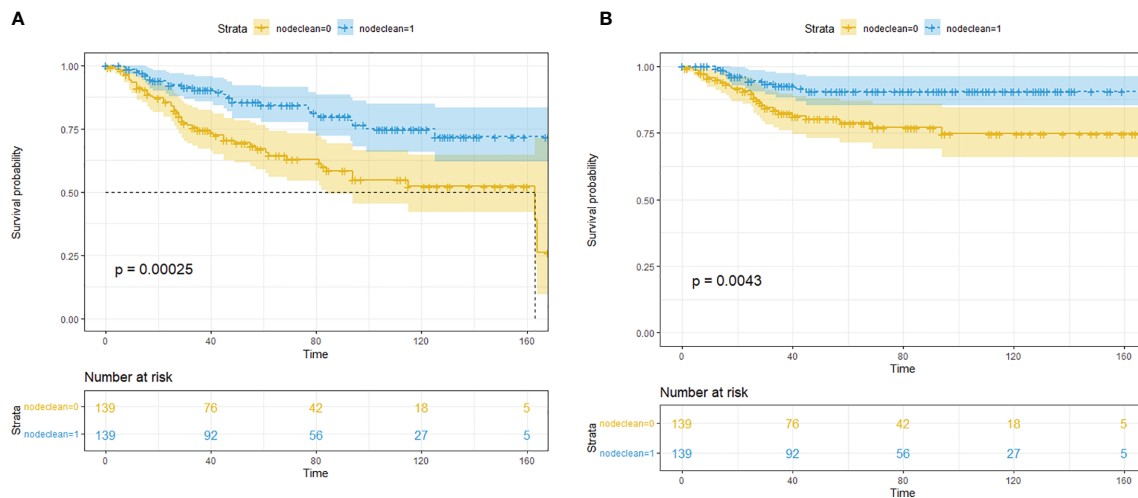 A
Strata nodeclean=0 nodeclean=1
1.00
0.75
0.50
0.25
0.00
Survival probability
p = 0.00025
0 40 80 120 160
Time
Number at risk
Strata
nodeclean=0 139 76 42 18 5
nodeclean=1 139 92 56 27 5
0 40 80 120 160
Time
B
Strata nodeclean=0 nodeclean=1
1.00
0.75
0.50
0.25
0.00
Survival probability
p = 0.0043
0 40 80 120 160
Time
Number at risk
Strata
nodeclean=0 139 76 42 18 5
nodeclean=1 139 92 56 27 5
0 40 80 120 160
Time